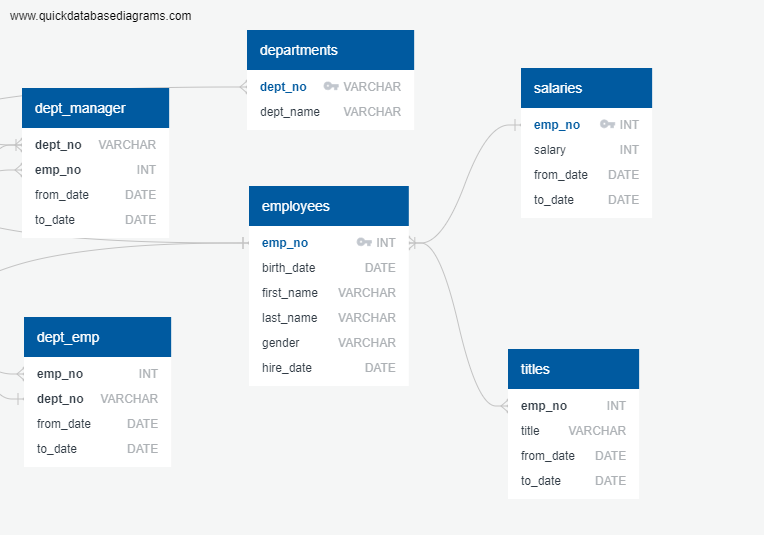 www.quickdatabasediagrams.com
departments
dept_no VARCHAR
dept_name VARCHAR
dept_manager
dept_no VARCHAR
emp_no INT
from_date DATE
to_date DATE
salaries
emp_no INT
salary INT
from_date DATE
to_date DATE
employees
emp_no INT
birth_date DATE
first_name VARCHAR
last_name VARCHAR
gender VARCHAR
hire_date DATE
dept_emp
emp_no INT
dept_no VARCHAR
from_date DATE
to_date DATE
titles
emp_no INT
title VARCHAR
from_date DATE
to_date DATE